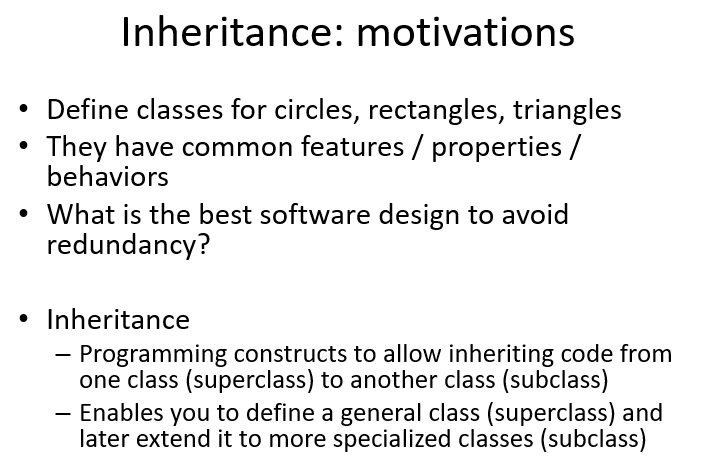 Inheritance: motivations
• Define classes for circles, rectangles, triangles
• They have common features / properties /
behaviors
• What is the best software design to avoid
redundancy?
• Inheritance
– Programming constructs to allow inheriting code from
one class (superclass) to another class (subclass)
– Enables you to define a general class (superclass) and
later extend it to more specialized classes (subclass)